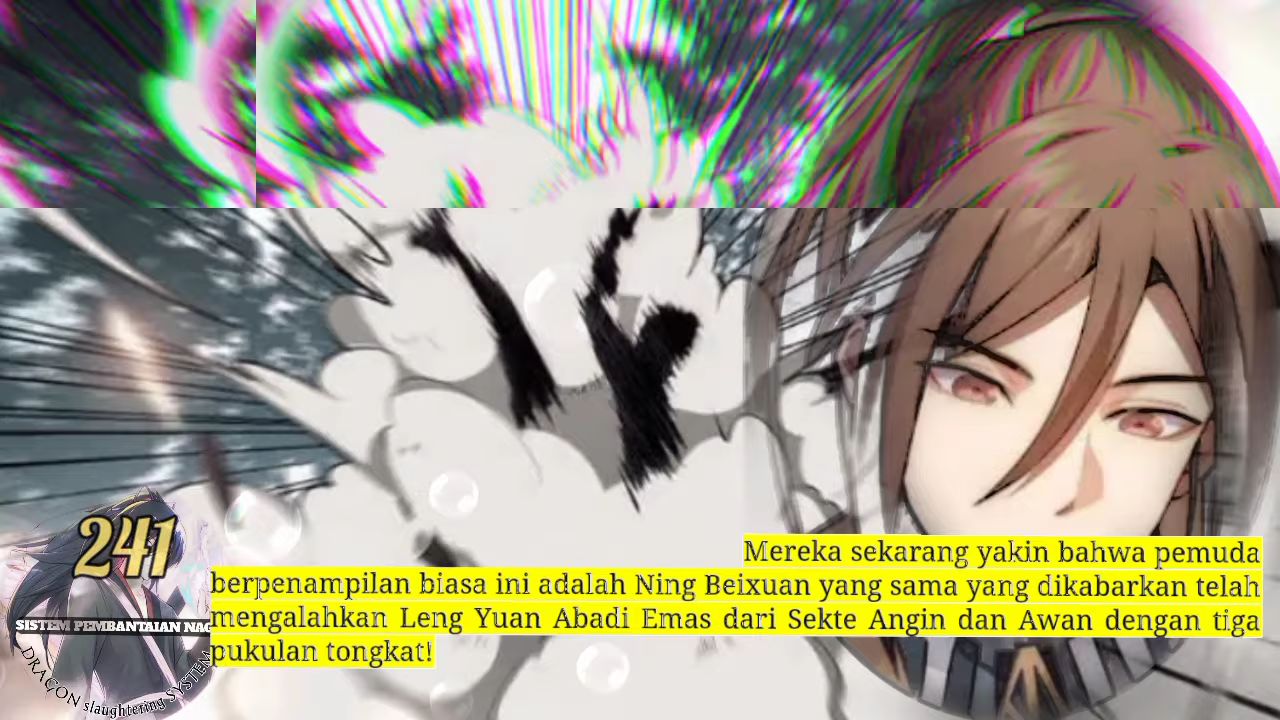 241
SISTEM PEMBANTAIAN NAG
DRAGON slaughtering SYSTEM
Mereka sekarang yakin bahwa pemuda
berpenampilan biasa ini adalah Ning Beixuan yang sama yang dikabarkan telah
mengalahkan Leng Yuan Abadi Emas dari Sekte Angin dan Awan dengan tiga
pukulan tongkat!